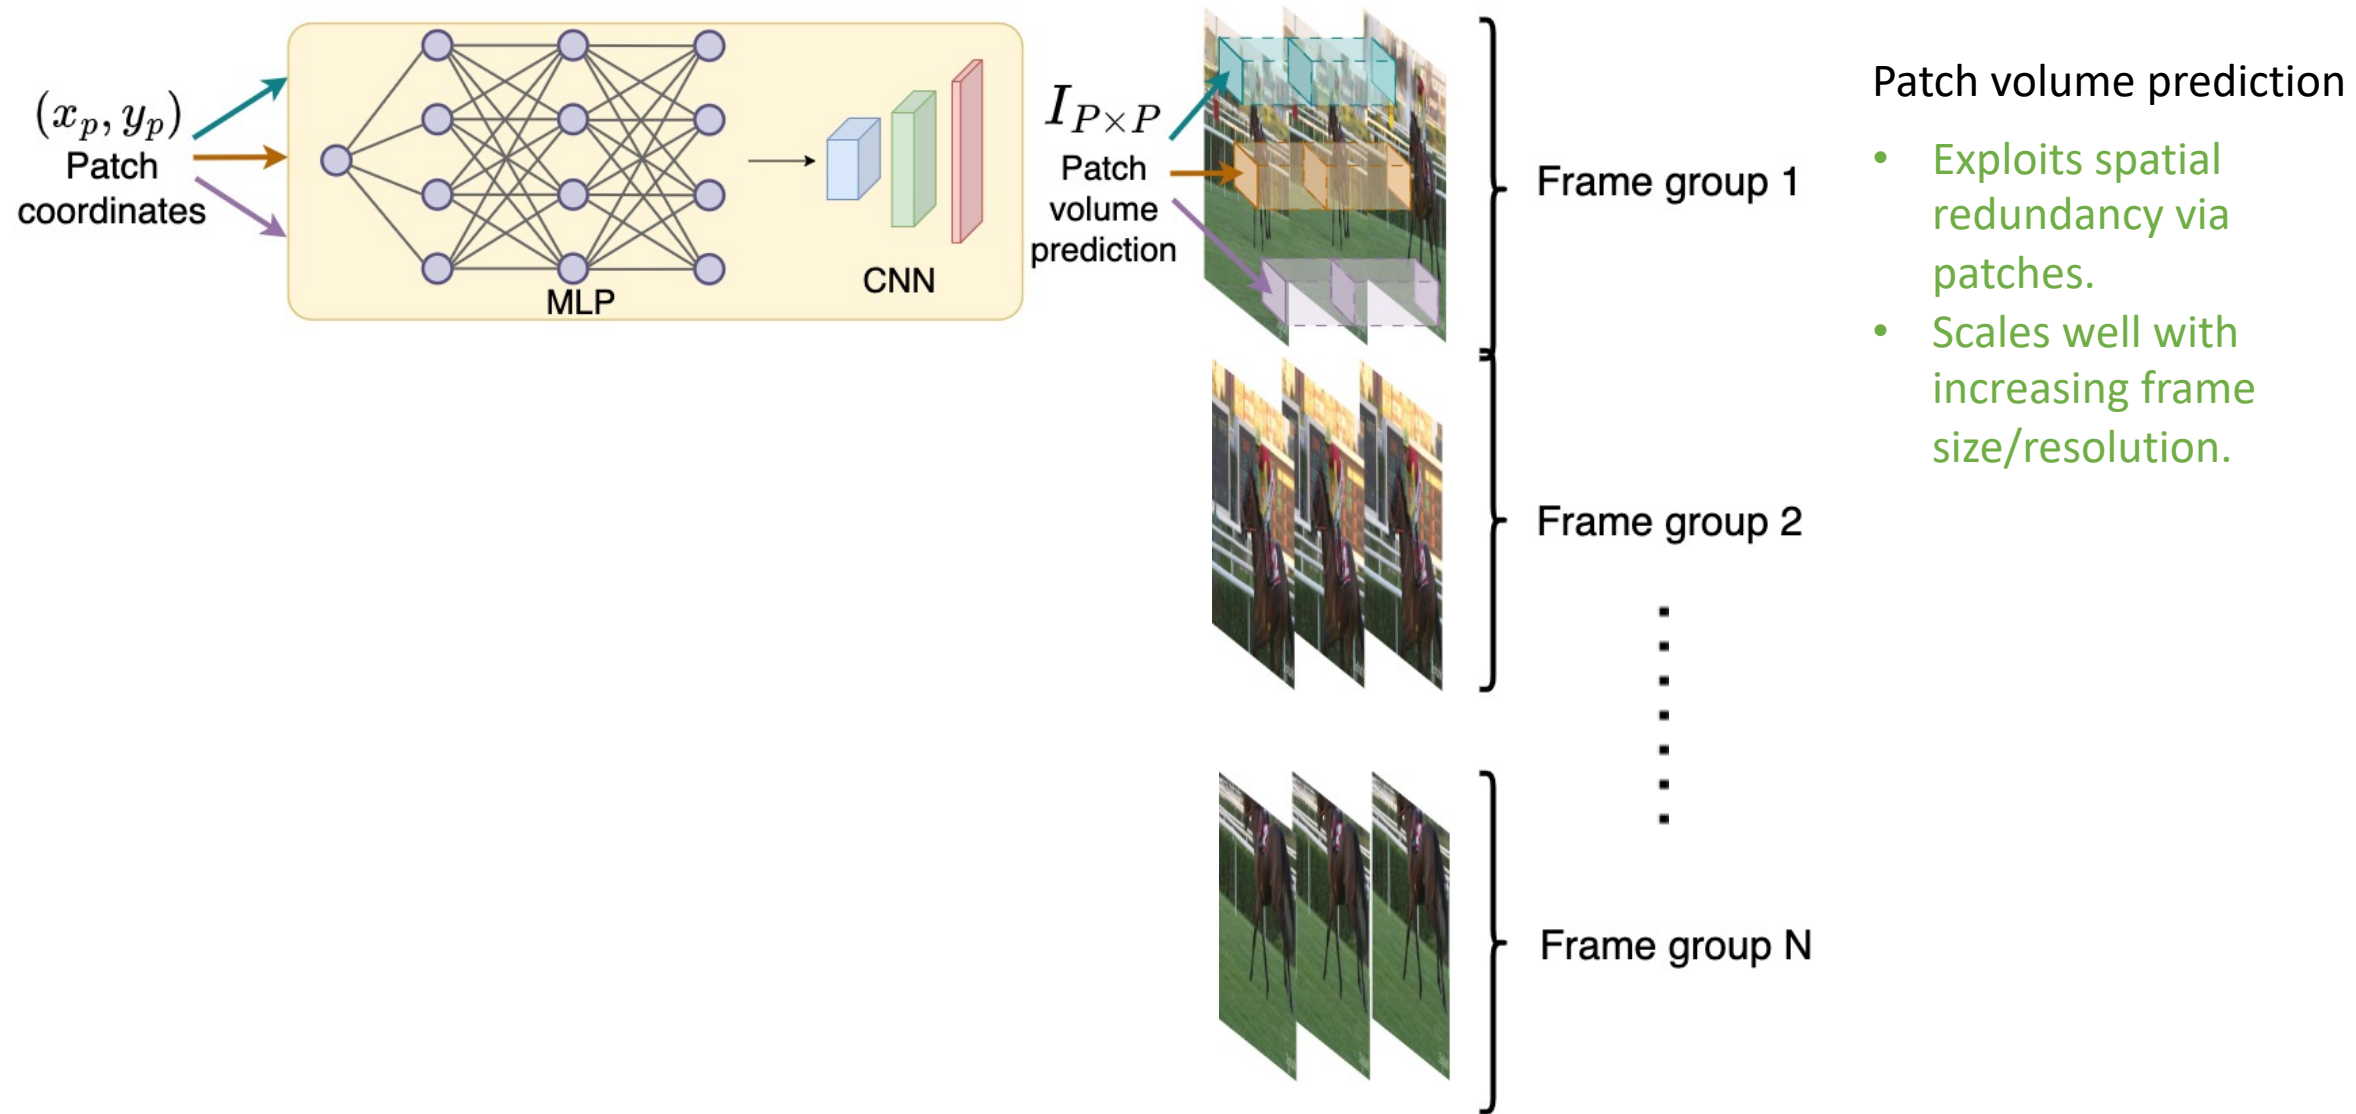 (x_p, y_p)
Patch
coordinates
MLP
CNN
I_{P×P}
Patch
volume
prediction
Frame group 1
Frame group 2
Frame group N
Patch volume prediction
• Exploits spatial
redundancy via
patches.
• Scales well with
increasing frame
size/resolution.